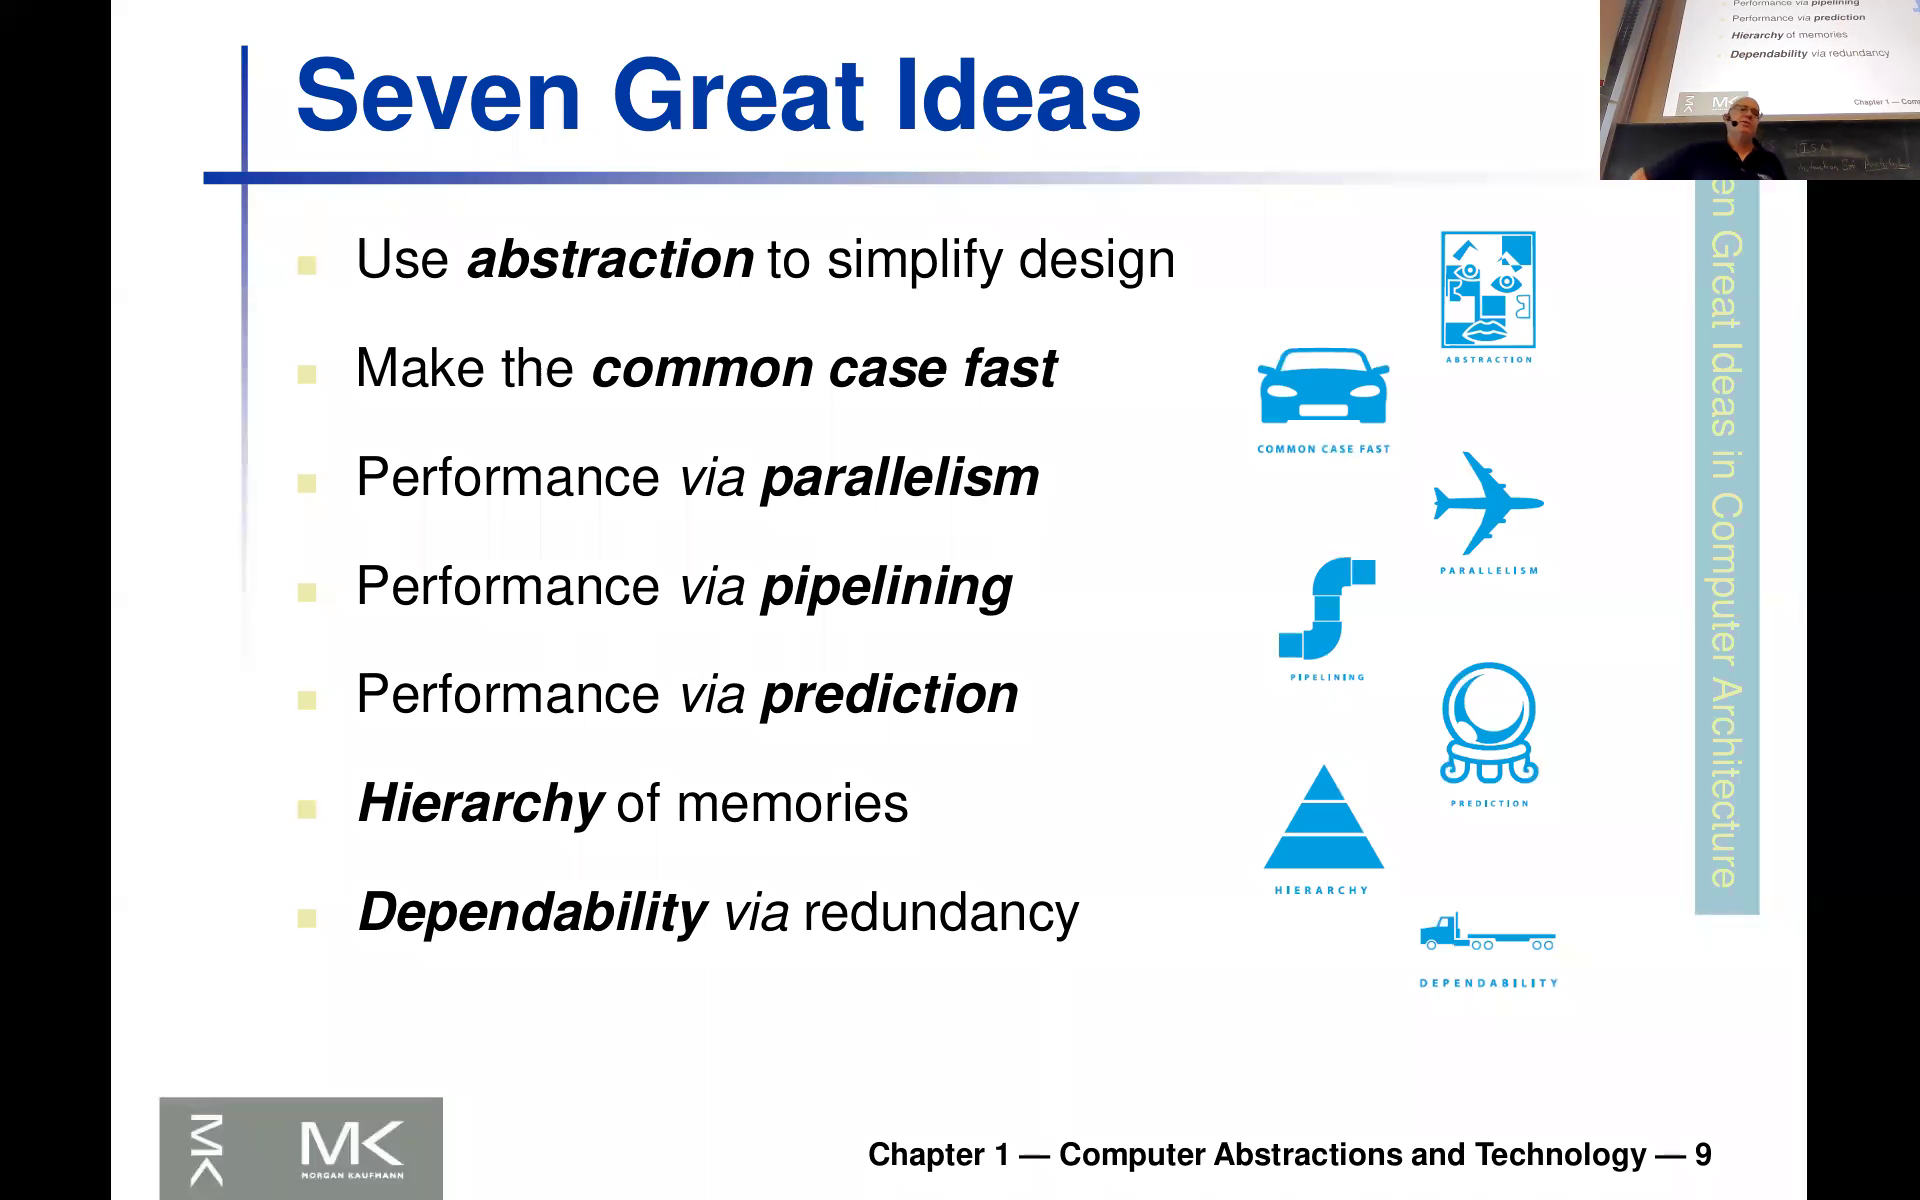 Seven Great Ideas
Use abstraction to simplify design
Make the common case fast
Performance via parallelism
Performance via pipelining
Performance via prediction
Hierarchy of memories
Dependability via redundancy
ABSTRACTION
COMMON CASE FAST
PARALLELISM
PIPELINING
PREDICTION
HIERARCHY
DEPENDABILITY
en Great Ideas in Computer Architecture
Performance via pipelining
Performance via prediction
Hierarchy of memories
Dependability via redundancy
MK
Chapter 1 — Com
ISA
MK
MK
MORGAN KAUFMANN
Chapter 1 — Computer Abstractions and Technology — 9